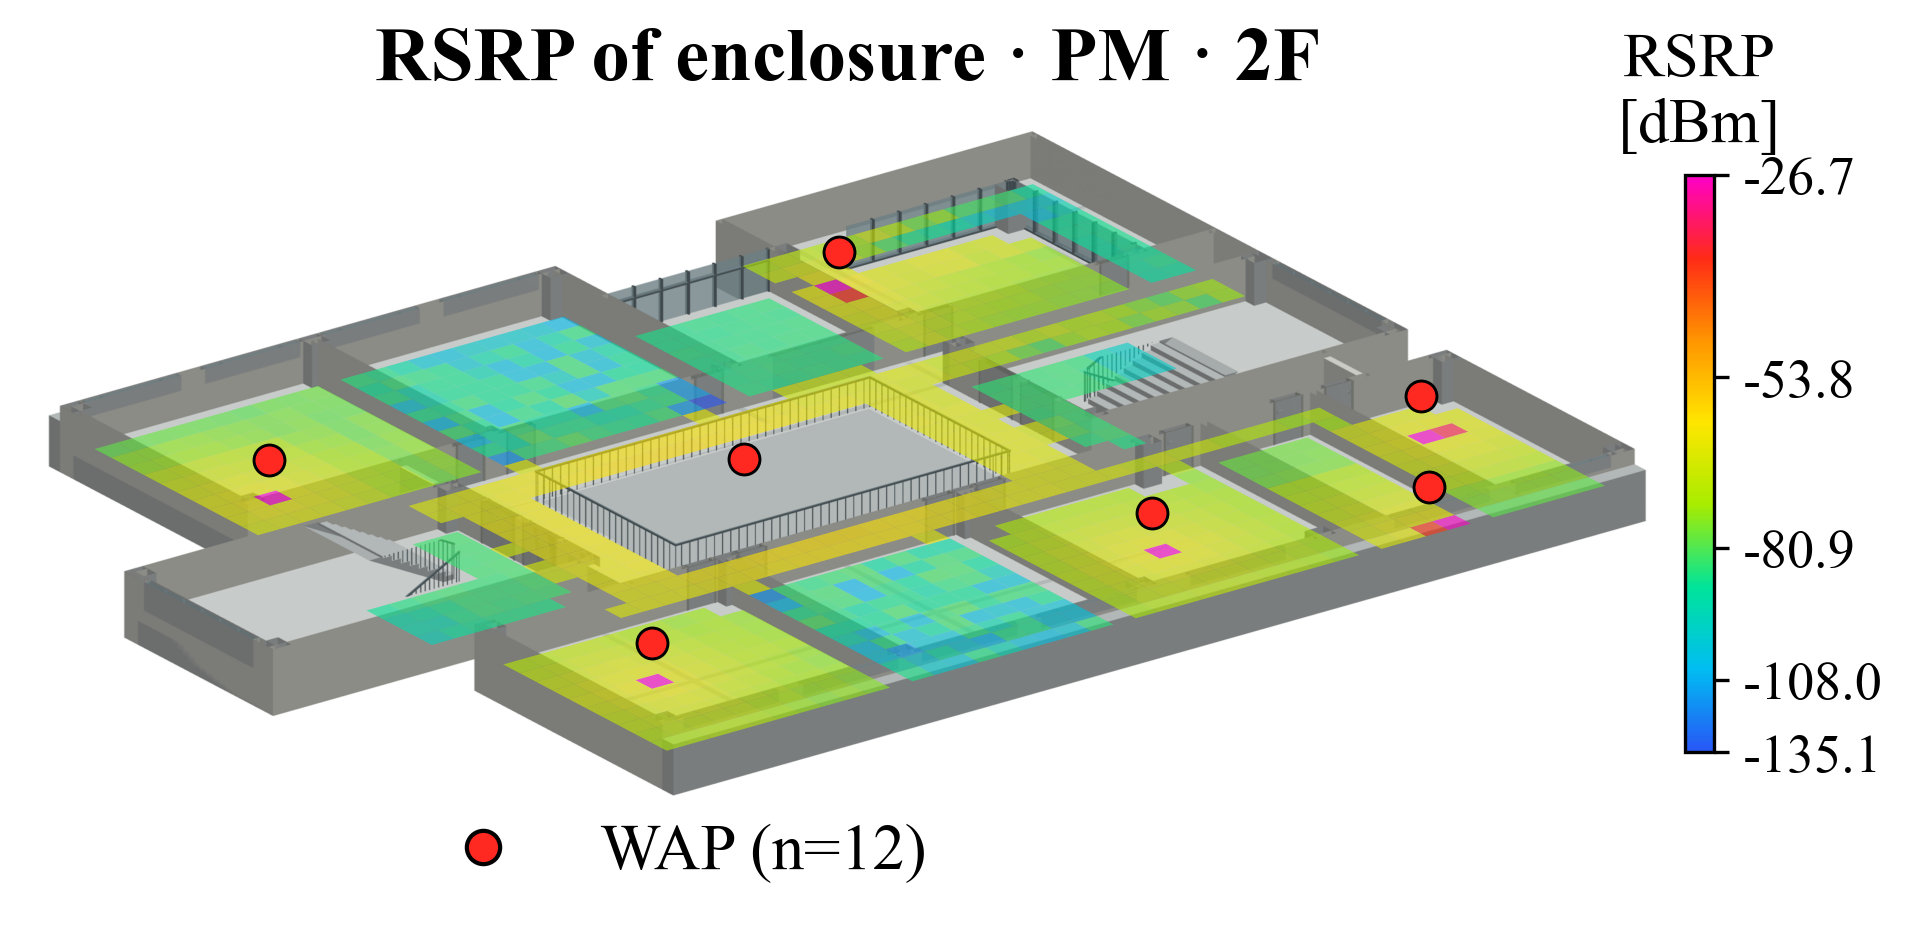 RSRP of enclosure · PM · 2F
RSRP
[dBm]
-26.7
-53.8
-80.9
-108.0
-135.1
WAP (n=12)